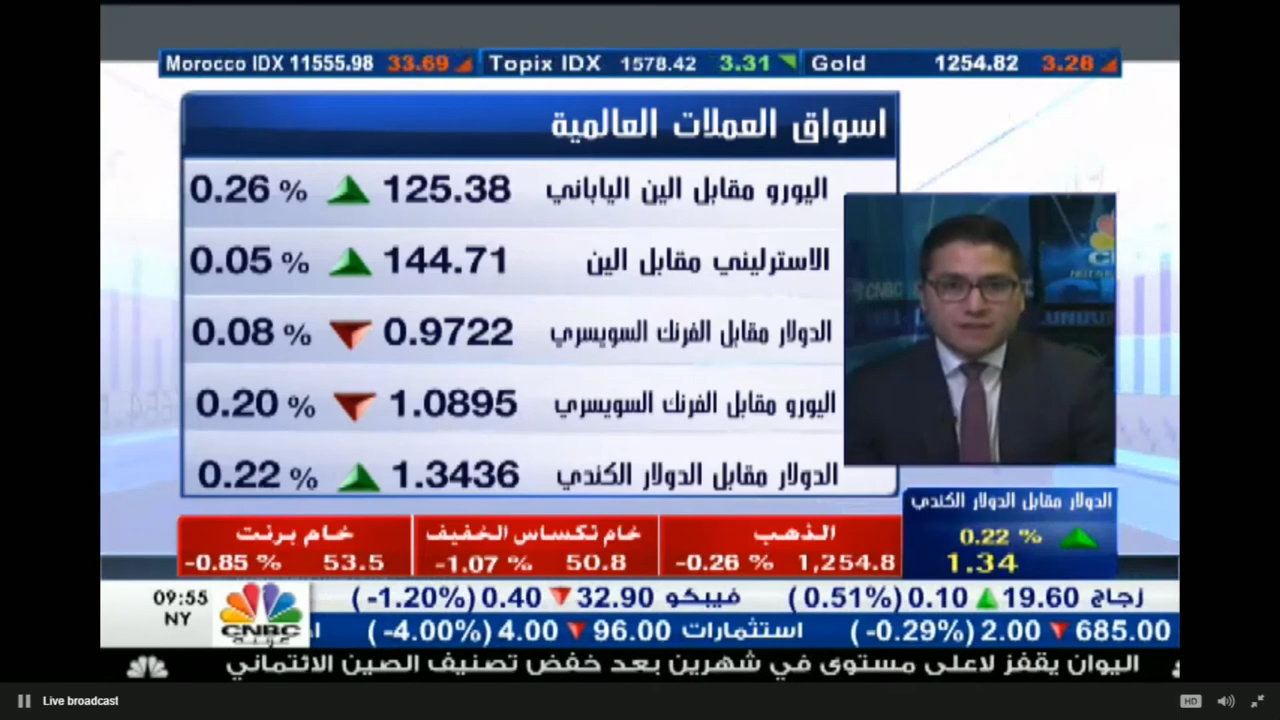 Morocco IDX 11555.98 33.69 Topix IDX 1578.42 3.31 Gold 1254.82 3.28
اسواق العملات العالمية
اليورو مقابل الين الياباني 125.38 0.26 %
الاسترليني مقابل الين 144.71 0.05 %
الدولار مقابل الفرنك السويسري 0.9722 0.08 %
اليورو مقابل الفرنك السويسري 1.0895 0.20 %
الدولار مقابل الدولار الكندي 1.3436 0.22 %
الدولار مقابل الدولار الكندي
0.22 %
1.34
الذهب
1,254.8 -0.26 %
خام تكساس الخفيف
50.8 -1.07 %
خام برنت
53.5 -0.85 %
زجاج 19.60 0.10 (0.51%) فيبكو 32.90 0.40 (-1.20%)
685.00 2.00 (-0.29%) استثمارات 96.00 4.00 (-4.00%)
09:55
NY
CNBC
عربية
اليوان يقفز لاعلى مستوى في شهرين بعد خفض تصنيف الصين الائتماني
Live broadcast
HD